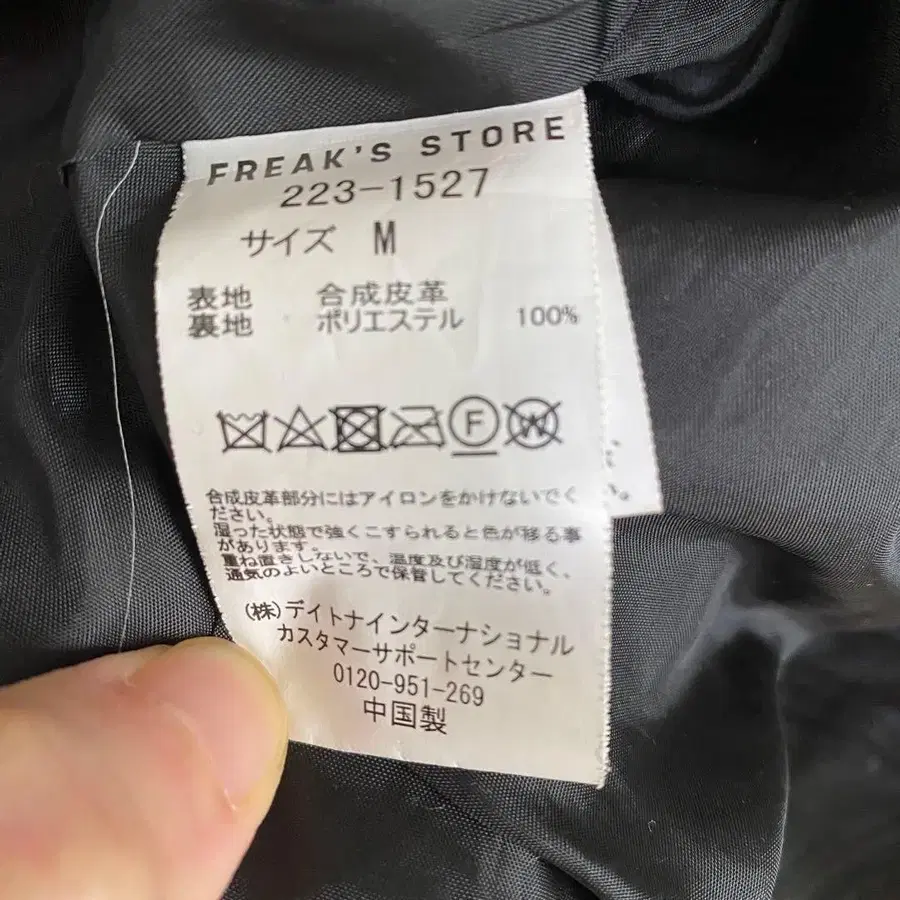 FREAK'S STORE
223-1527
サイズ M
表地 合成皮革
裏地 ポリエステル 100%
F W
合成皮革部分にはアイロンをかけないでく
ださい。
湿った状態で強くこすられると色が移る事
があります。
重ね置きしないで、温度及び湿度が低く、
通気のよいところで保管してください。
(株)デイトナインターナショナル
カスタマーサポートセンター
0120-951-269
中国製